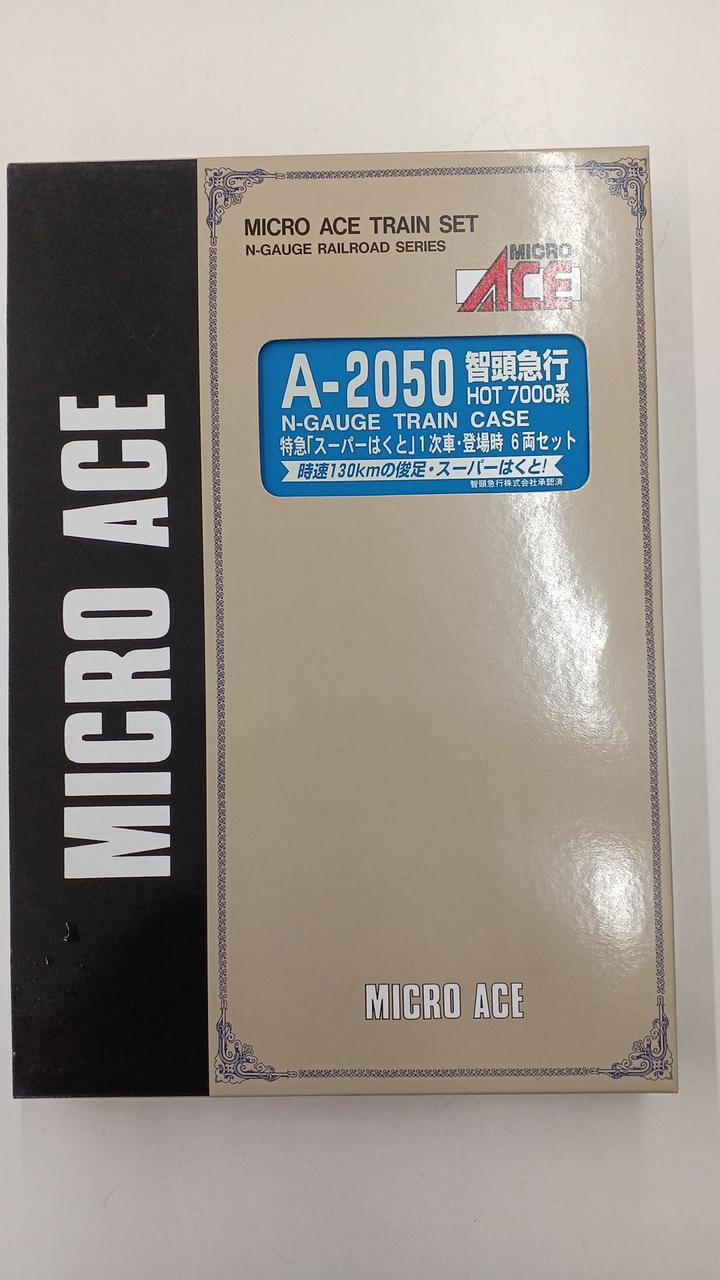 MICRO ACE
MICRO ACE TRAIN SET
N-GAUGE RAILROAD SERIES
MICRO
ACE
A-2050 智頭急行
HOT 7000系
N-GAUGE TRAIN CASE
特急「スーパーはくと」1次車・登場時 6両セット
時速130kmの俊足・スーパーはくと!
智頭急行株式会社承認済
MICRO ACE